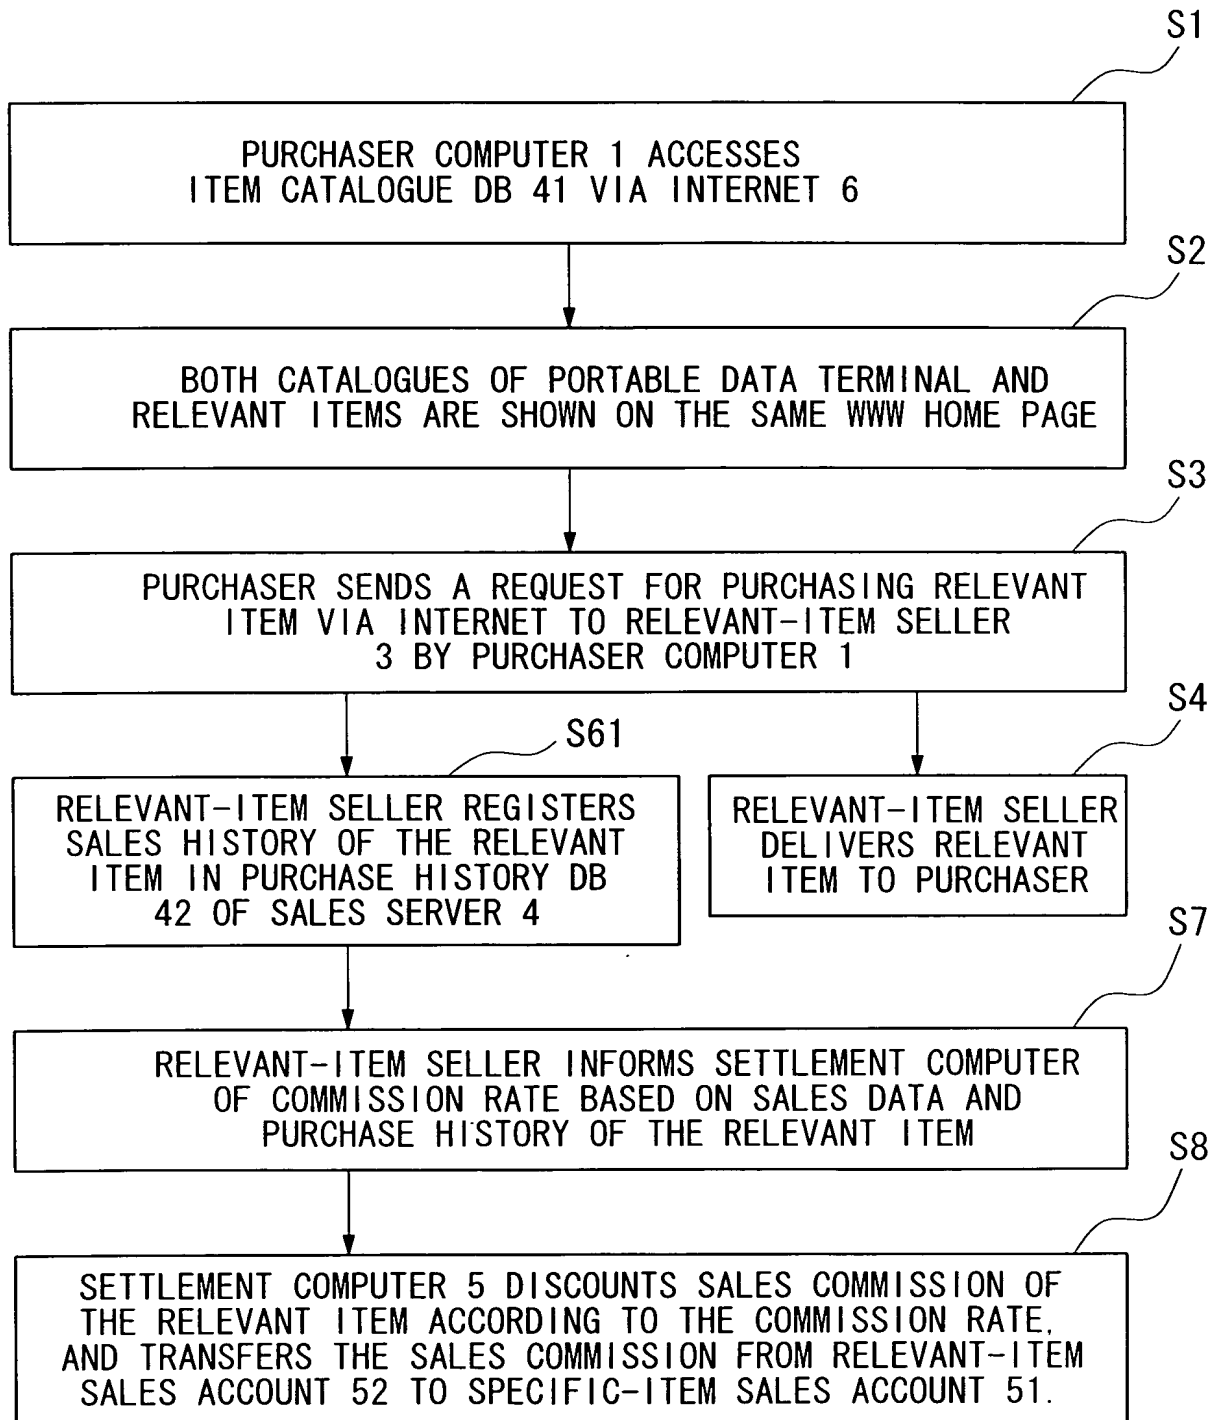 S1
PURCHASER COMPUTER 1 ACCESSES
ITEM CATALOGUE DB 41 VIA INTERNET 6
S2
BOTH CATALOGUES OF PORTABLE DATA TERMINAL AND
RELEVANT ITEMS ARE SHOWN ON THE SAME WWW HOME PAGE
S3
PURCHASER SENDS A REQUEST FOR PURCHASING RELEVANT
ITEM VIA INTERNET TO RELEVANT-ITEM SELLER
3 BY PURCHASER COMPUTER 1
S61
RELEVANT-ITEM SELLER REGISTERS
SALES HISTORY OF THE RELEVANT
ITEM IN PURCHASE HISTORY DB
42 OF SALES SERVER 4
S4
RELEVANT-ITEM SELLER
DELIVERS RELEVANT
ITEM TO PURCHASER
S7
RELEVANT-ITEM SELLER INFORMS SETTLEMENT COMPUTER
OF COMMISSION RATE BASED ON SALES DATA AND
PURCHASE HISTORY OF THE RELEVANT ITEM
S8
SETTLEMENT COMPUTER 5 DISCOUNTS SALES COMMISSION OF
THE RELEVANT ITEM ACCORDING TO THE COMMISSION RATE,
AND TRANSFERS THE SALES COMMISSION FROM RELEVANT-ITEM
SALES ACCOUNT 52 TO SPECIFIC-ITEM SALES ACCOUNT 51.